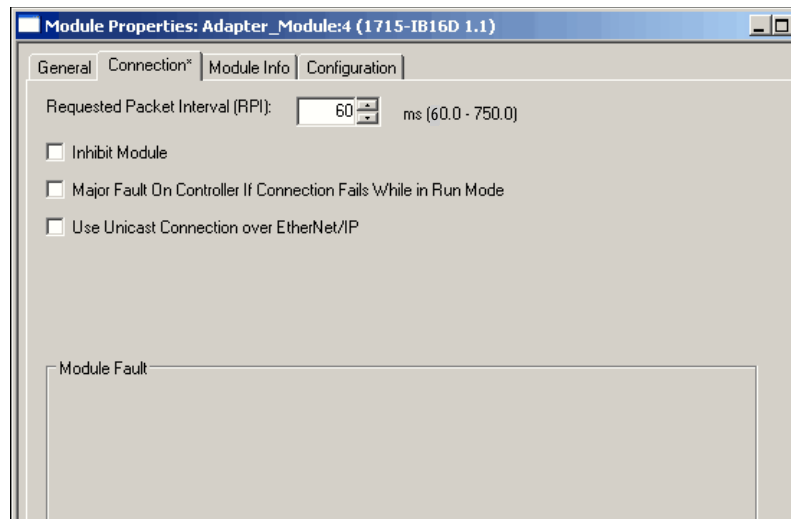 Module Properties: Adapter_Module:4 (1715-IB16D 1.1)
General Connection* Module Info Configuration
Requested Packet Interval (RPI): 60 ms (60.0 - 750.0)
Inhibit Module
Major Fault On Controller If Connection Fails While in Run Mode
Use Unicast Connection over EtherNet/IP
Module Fault